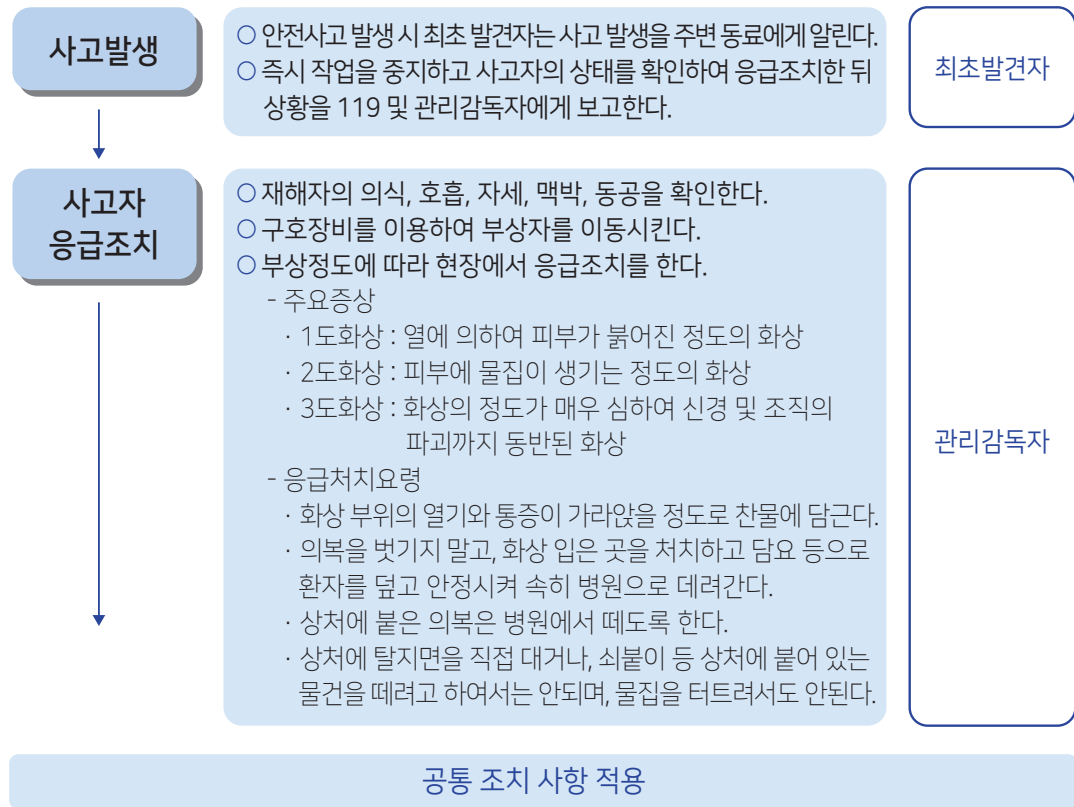 사고발생
○ 안전사고 발생 시 최초 발견자는 사고 발생을 주변 동료에게 알린다.
○ 즉시 작업을 중지하고 사고자의 상태를 확인하여 응급조치한 뒤
상황을 119 및 관리감독자에게 보고한다.
최초발견자
사고자
응급조치
○ 재해자의 의식, 호흡, 자세, 맥박, 동공을 확인한다.
○ 구호장비를 이용하여 부상자를 이동시킨다.
○ 부상정도에 따라 현장에서 응급조치를 한다.
- 주요증상
· 1도화상 : 열에 의하여 피부가 붉어진 정도의 화상
· 2도화상 : 피부에 물집이 생기는 정도의 화상
· 3도화상 : 화상의 정도가 매우 심하여 신경 및 조직의
파괴까지 동반된 화상
- 응급처치요령
· 화상 부위의 열기와 통증이 가라앉을 정도로 찬물에 담근다.
· 의복을 벗기지 말고, 화상 입은 곳을 처치하고 담요 등으로
환자를 덮고 안정시켜 속히 병원으로 데려간다.
· 상처에 붙은 의복은 병원에서 떼도록 한다.
· 상처에 탈지면을 직접 대거나, 쇠붙이 등 상처에 붙어 있는
물건을 떼려고 하여서는 안되며, 물집을 터트려서도 안된다.
관리감독자
공통 조치 사항 적용